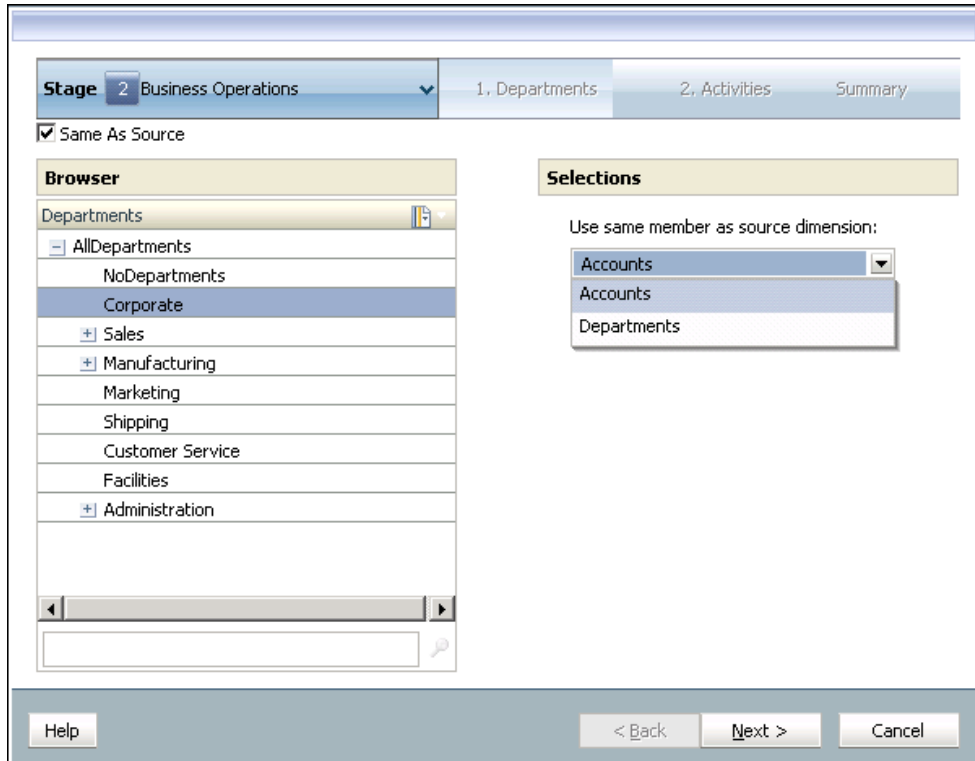 Stage 2 Business Operations 1. Departments 2. Activities Summary
Same As Source
Browser
Departments
AllDepartments
NoDepartments
Corporate
Sales
Manufacturing
Marketing
Shipping
Customer Service
Facilities
Administration
Selections
Use same member as source dimension:
Accounts
Accounts
Departments
Help < Back Next > Cancel